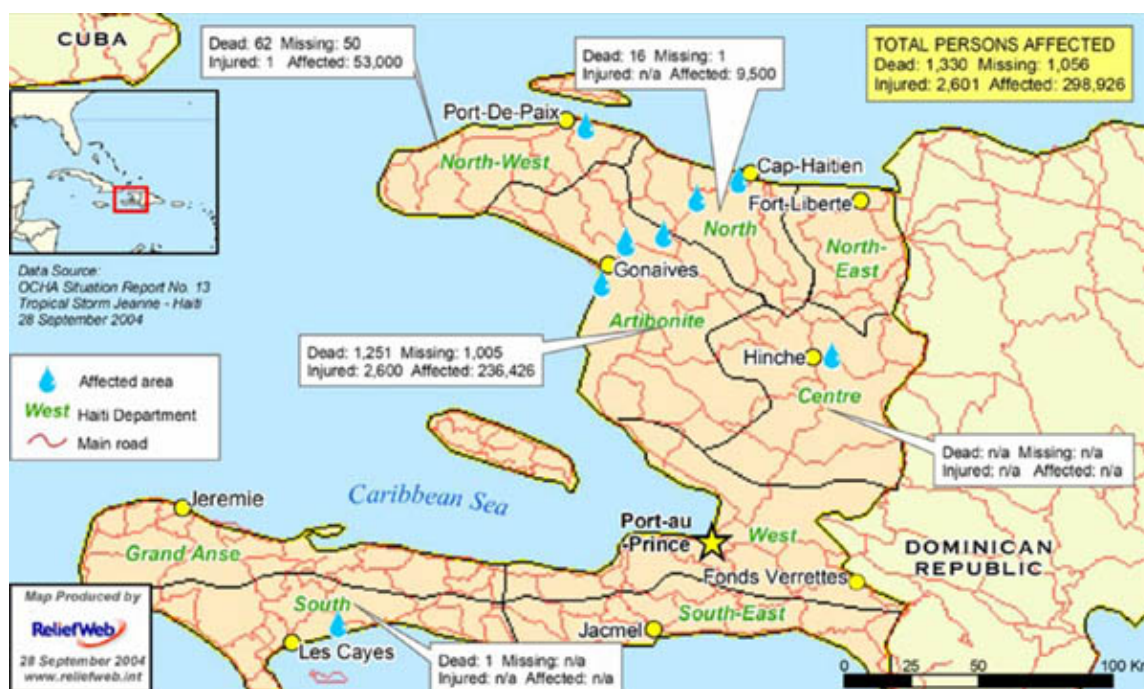 CUBA
Dead: 62 Missing: 50
Injured: 1 Affected: 53,000
Dead: 16 Missing: 1
Injured: n/a Affected: 9,500
TOTAL PERSONS AFFECTED
Dead: 1,330 Missing: 1,056
Injured: 2,601 Affected: 298,926
Port-De-Paix
North-West
Cap-Haitien
Fort-Liberte
North
North-
East
Gonaives
Data Source:
OCHA Situation Report No. 13
Tropical Storm Jeanne - Haiti
28 September 2004
Artibonite
Dead: 1,251 Missing: 1,005
Injured: 2,600 Affected: 236,426
Hinche
Centre
Affected area
West Haiti Department
Main road
Dead: n/a Missing: n/a
Injured: n/a Affected: n/a
Caribbean Sea
Jeremie
Grand Anse
Port-au
-Prince
West
DOMINICAN
REPUBLIC
Fonds Verrettes
South
South-East
Jacmel
Les Cayes
Dead: 1 Missing: n/a
Injured: n/a Affected: n/a
Map Produced by
ReliefWeb
28 September 2004
www.reliefweb.int
0 25 50 100 Km